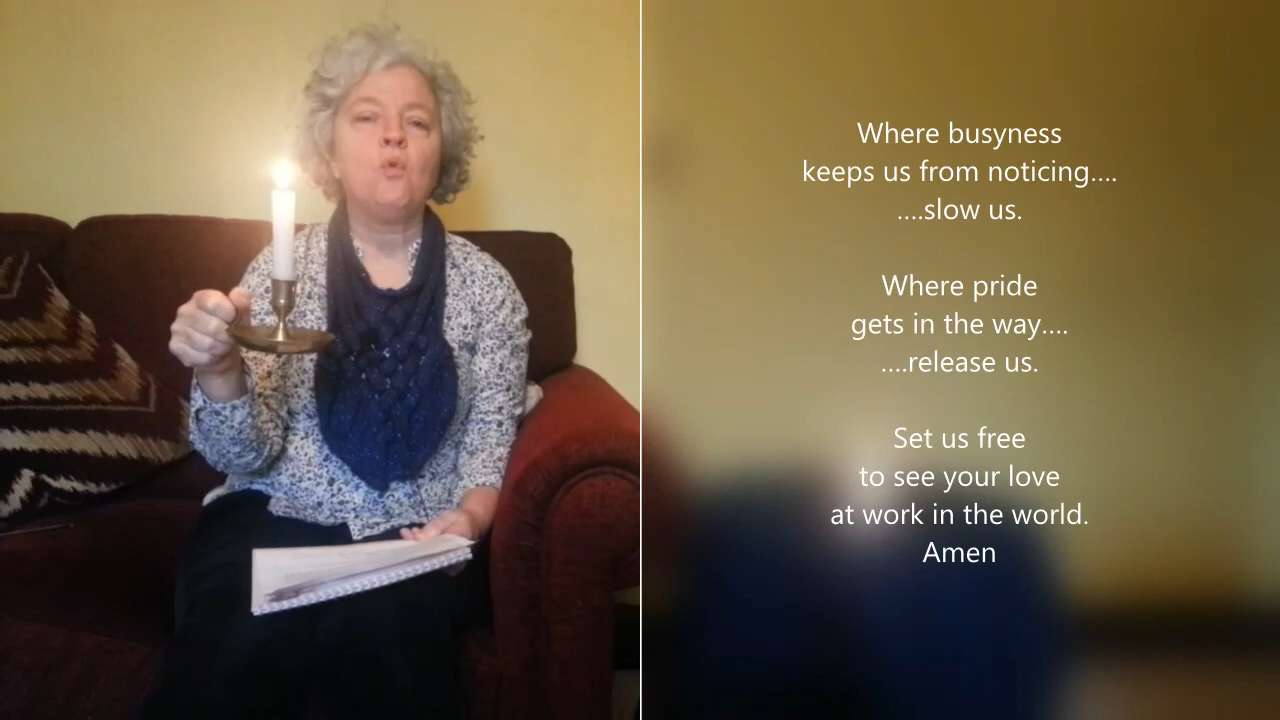 Where busyness
keeps us from noticing....
....slow us.
Where pride
gets in the way....
....release us.
Set us free
to see your love
at work in the world.
Amen